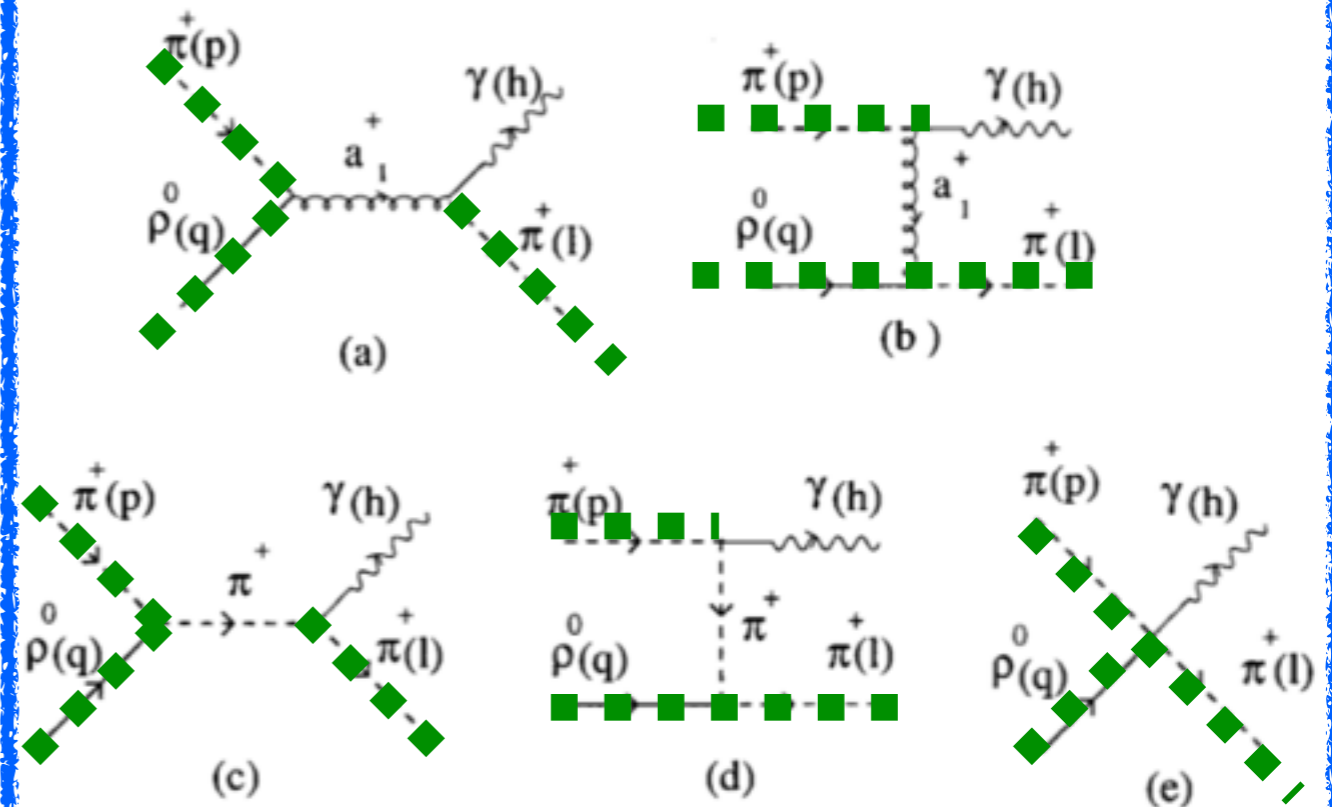 π⁺(p)
γ(h)
a₁⁺
ρ⁰(q)
π⁺(l)
(a)
π⁺(p)
γ(h)
a₁⁺
ρ⁰(q)
π⁺(l)
(b )
π⁺(p)
γ(h)
π⁺
ρ⁰(q)
π⁺(l)
(c)
π⁺(p)
γ(h)
π⁺
ρ⁰(q)
π⁺(l)
(d)
π⁺(p)
γ(h)
ρ⁰(q)
π⁺(l)
(e)